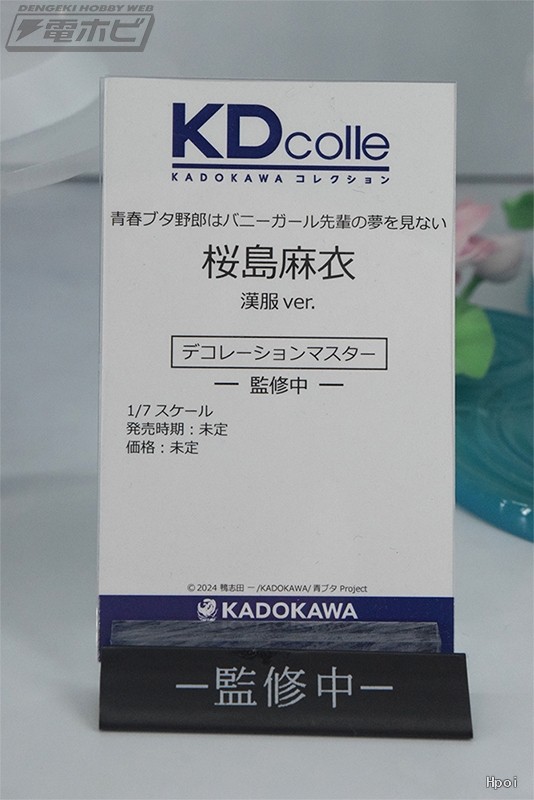 DENGEKI HOBBY WEB
電ホビ
KDcolle
KADOKAWA コレクション
青春ブタ野郎はバニーガール先輩の夢を見ない
桜島麻衣
漢服 ver.
デコレーションマスター
― 監修中 ―
1/7 スケール
発売時期：未定
価格：未定
© 2024 鴨志田 一/KADOKAWA/ 青ブタ Project
KADOKAWA
―監修中―
Hpoi